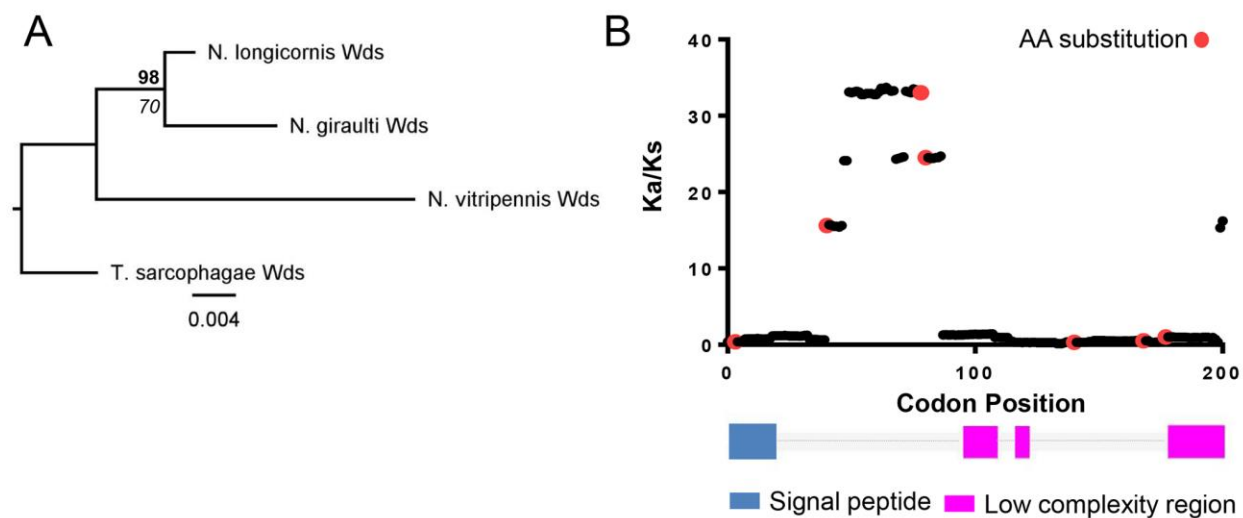 A
N. longicornis Wds
98
70
N. giraulti Wds
N. vitripennis Wds
T. sarcophagae Wds
0.004
B
AA substitution
40
30
20
10
0
Ka/Ks
0 100 200
Codon Position
Signal peptide Low complexity region